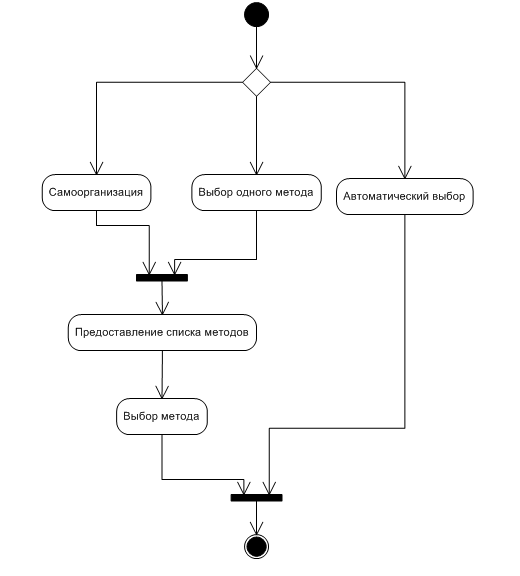 Самоорганизация
Выбор одного метода
Автоматический выбор
Предоставление списка методов
Выбор метода